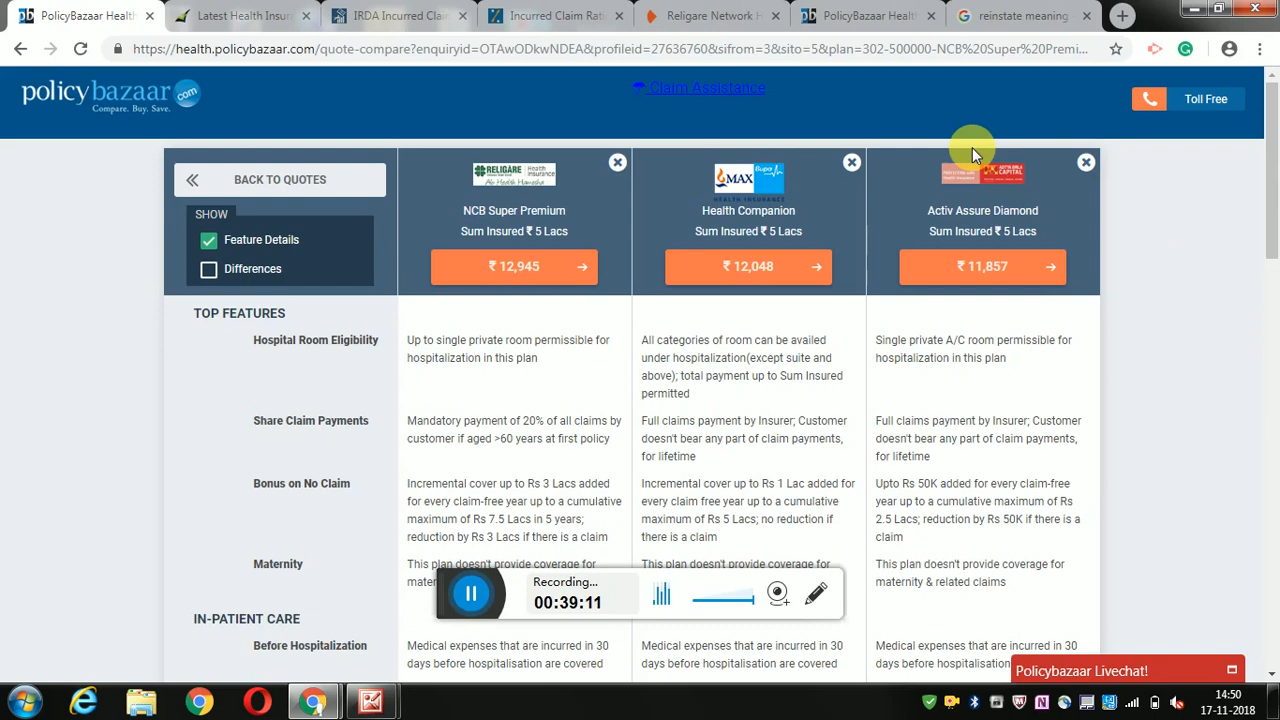 PolicyBazaar Healt
Latest Health Insura
IRDA Incurred Claim
Incurred Claim Rati
Religare Network H
PolicyBazaar Healt
reinstate meaning
https://health.policybazaar.com/quote-compare?enquiryid=OTAwODkwNDEA&profileid=27636760&sifrom=3&sito=5&plan=302-500000-NCB%20Super%20Premi...
policybazaar.com
Compare. Buy. Save.
Claim Assistance
Toll Free
BACK TO QUOTES
SHOW
Feature Details
Differences
RELIGARE Health Insurance
Ab Health Hamesha
NCB Super Premium
Sum Insured ₹ 5 Lacs
₹ 12,945
MAX Bupa
HEALTH INSURANCE
Health Companion
Sum Insured ₹ 5 Lacs
₹ 12,048
CAPITAL
Activ Assure Diamond
Sum Insured ₹ 5 Lacs
₹ 11,857
TOP FEATURES
Hospital Room Eligibility
Up to single private room permissible for
hospitalization in this plan
All categories of room can be availed
under hospitalization(except suite and
above); total payment up to Sum Insured
permitted
Single private A/C room permissible for
hospitalization in this plan
Share Claim Payments
Mandatory payment of 20% of all claims by
customer if aged >60 years at first policy
Full claims payment by Insurer; Customer
doesn't bear any part of claim payments,
for lifetime
Full claims payment by Insurer; Customer
doesn't bear any part of claim payments,
for lifetime
Bonus on No Claim
Incremental cover up to Rs 3 Lacs added
for every claim-free year up to a cumulative
maximum of Rs 7.5 Lacs in 5 years;
reduction by Rs 3 Lacs if there is a claim
Incremental cover up to Rs 1 Lac added for
every claim free year up to a cumulative
maximum of Rs 5 Lacs; no reduction if
there is a claim
Upto Rs 50K added for every claim-free
year up to a cumulative maximum of Rs
2.5 Lacs; reduction by Rs 50K if there is a
claim
Maternity
This plan doesn't provide coverage for
This plan doesn't provide coverage for
This plan doesn't provide coverage for
maternity & related claims
Recording...
00:39:11
IN-PATIENT CARE
Before Hospitalization
Medical expenses that are incurred in 30
days before hospitalisation are covered
Medical expenses that are incurred in 30
days before hospitalisation are covered
Medical expenses that are incurred in 30
days before hospitalisation
Policybazaar Livechat!
14:50
17-11-2018